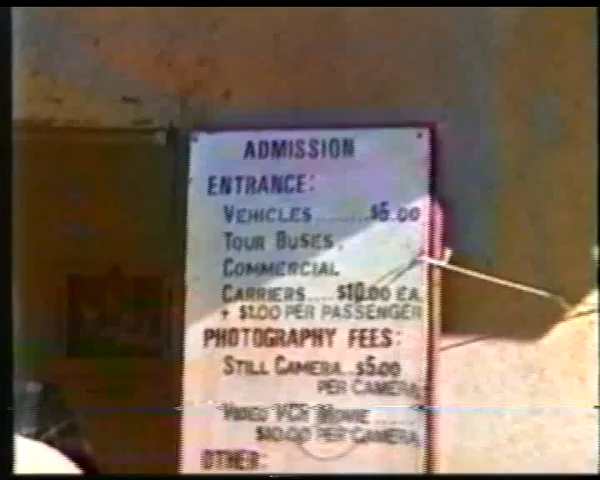 ADMISSION
ENTRANCE:
VEHICLES........$5.00
TOUR BUSES,
COMMERCIAL
CARRIERS....$10.00 EA.
+ $1.00 PER PASSENGER
PHOTOGRAPHY FEES:
STILL CAMERA..$5.00
PER CAMERA
VIDEO VCR MOVIE......
$10.00 PER CAMERA
OTHER: